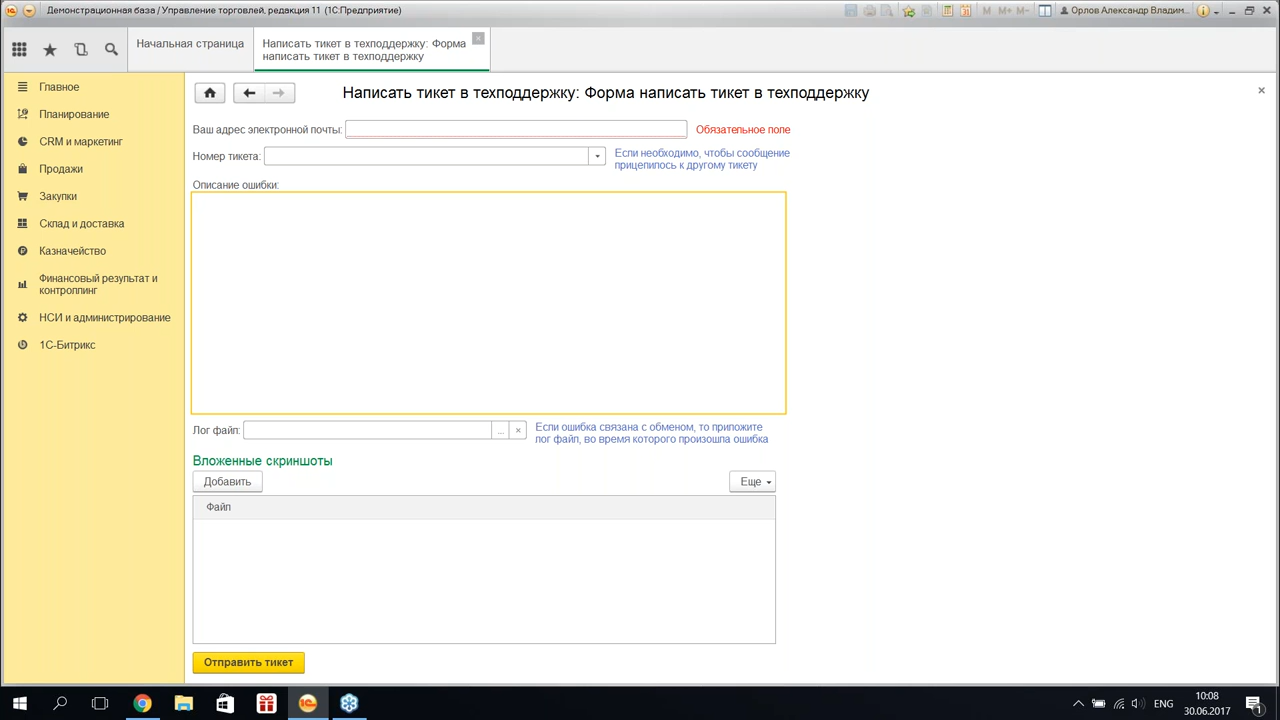 Демонстрационная база / Управление торговлей, редакция 11 (1С:Предприятие)
M M+ M-
Орлов Александр Владим...
Начальная страница
Написать тикет в техподдержку: Форма
написать тикет в техподдержку
Главное
Планирование
CRM и маркетинг
Продажи
Закупки
Склад и доставка
Казначейство
Финансовый результат и
контроллинг
НСИ и администрирование
1С-Битрикс
Написать тикет в техподдержку: Форма написать тикет в техподдержку
Ваш адрес электронной почты:
Обязательное поле
Номер тикета:
Если необходимо, чтобы сообщение
прицепилось к другому тикету
Описание ошибки:
Лог файл:
...
Если ошибка связана с обменом, то приложите
лог файл, во время которого произошла ошибка
Вложенные скриншоты
Добавить
Еще
Файл
Отправить тикет
ENG
10:08
30.06.2017
1